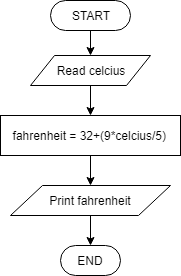 START
Read celcius
fahrenheit = 32+(9*celcius/5)
Print fahrenheit
END